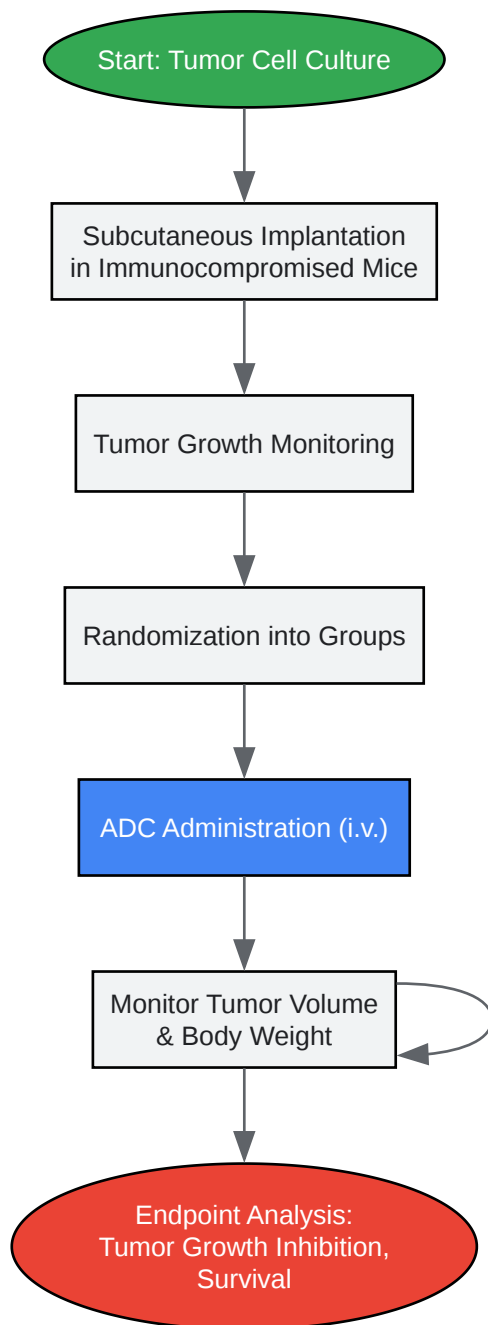 Start: Tumor Cell Culture
Subcutaneous Implantation
in Immunocompromised Mice
Tumor Growth Monitoring
Randomization into Groups
ADC Administration (i.v.)
Monitor Tumor Volume
& Body Weight
Endpoint Analysis:
Tumor Growth Inhibition,
Survival